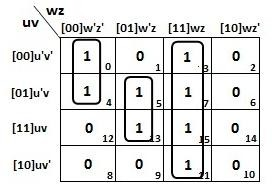 wz
uv [00]w'z' [01]w'z [11]wz [10]wz'
[00]u'v' 1 0 0 1 1 3 0 2
[01]u'v 1 4 1 5 1 7 0 6
[11]uv 0 12 1 13 1 15 0 14
[10]uv' 0 8 0 9 1 11 0 10